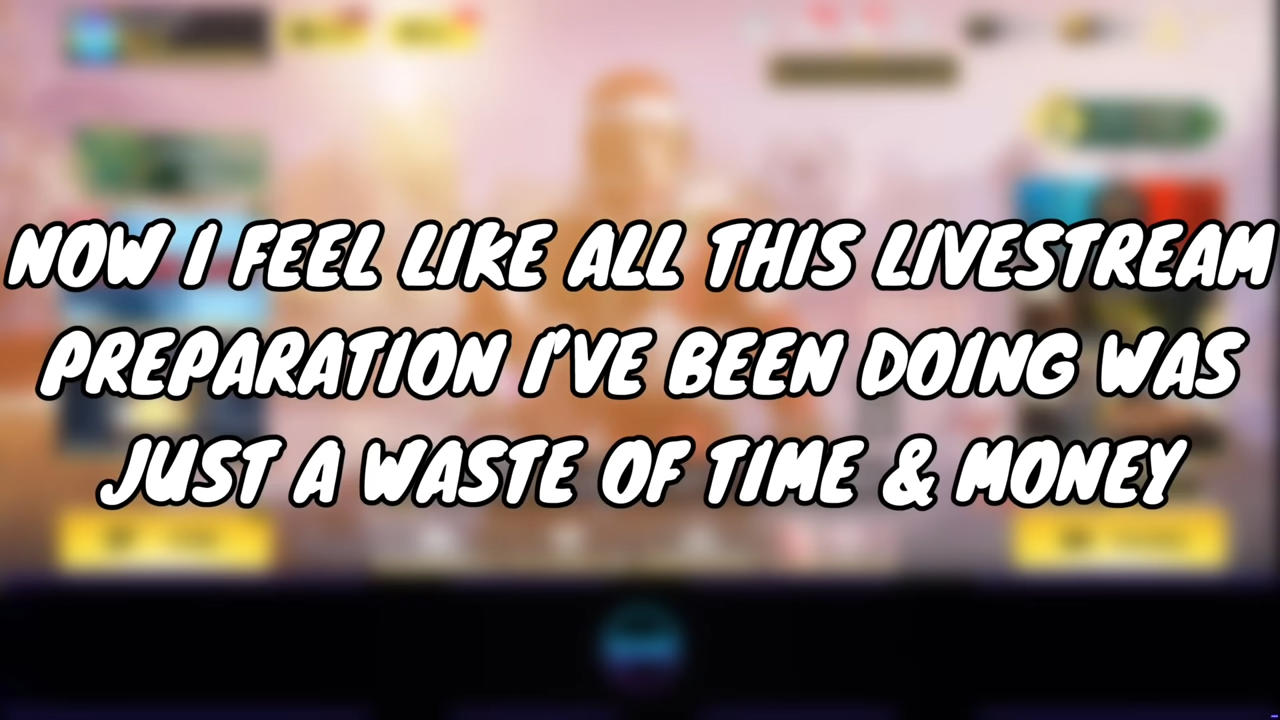 NOW I FEEL LIKE ALL THIS LIVESTREAM
PREPARATION I'VE BEEN DOING WAS
JUST A WASTE OF TIME & MONEY